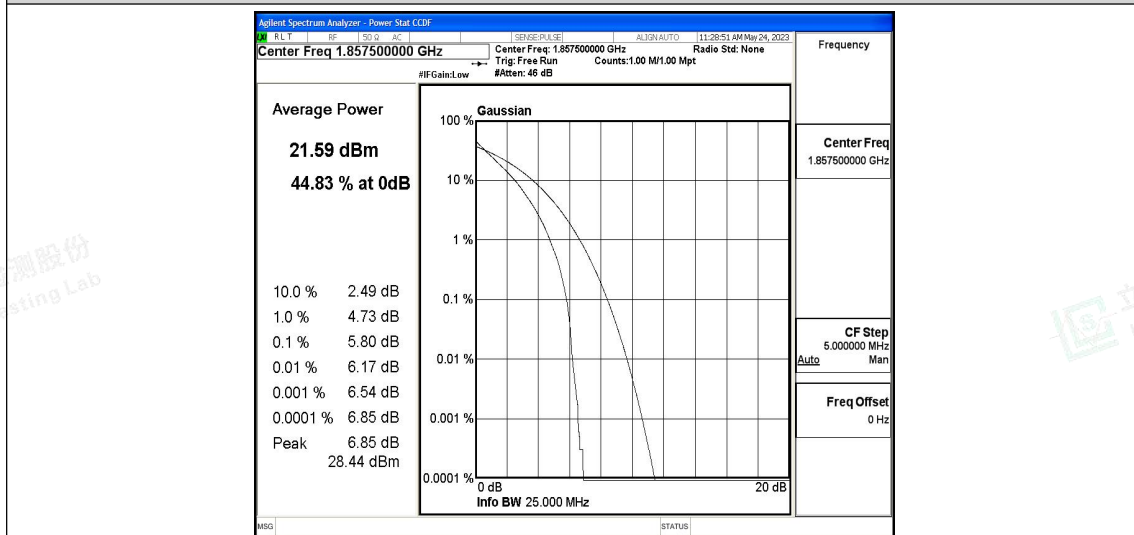 Agilent Spectrum Analyzer - Power Stat CCDF
LXI RLT RF 50 Ω AC SENSE:PULSE ALIGN AUTO 11:28:51 AM May 24, 2023
Center Freq 1.857500000 GHz
Center Freq: 1.857500000 GHz Radio Std: None
Trig: Free Run Counts:1.00 M/1.00 Mpt
#IFGain:Low #Atten: 46 dB
Average Power
21.59 dBm
44.83 % at 0dB
10.0 % 2.49 dB
1.0 % 4.73 dB
0.1 % 5.80 dB
0.01 % 6.17 dB
0.001 % 6.54 dB
0.0001 % 6.85 dB
Peak 6.85 dB
28.44 dBm
Gaussian
100 %
10 %
1 %
0.1 %
0.01 %
0.001 %
0.0001 %
0 dB 20 dB
Info BW 25.000 MHz
Frequency
Center Freq
1.857500000 GHz
CF Step
5.000000 MHz
Auto Man
Freq Offset
0 Hz
MSG STATUS
测股份
sting Lab
立